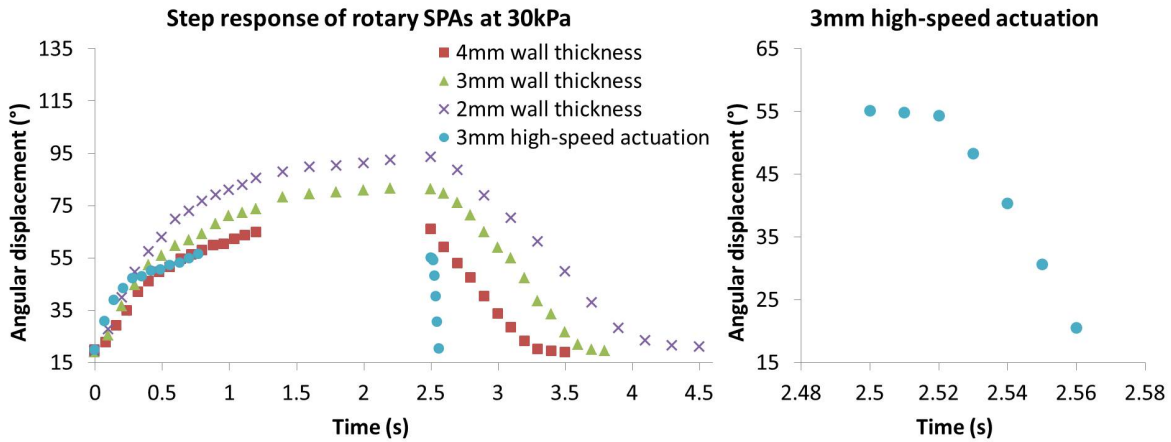 Step response of rotary SPAs at 30kPa
135
115
95
75
55
35
15
Angular displacement (°)
4mm wall thickness
3mm wall thickness
2mm wall thickness
3mm high-speed actuation
0 0.5 1 1.5 2 2.5 3 3.5 4 4.5
Time (s)
3mm high-speed actuation
65
55
45
35
25
15
Angular displacement (°)
2.48 2.5 2.52 2.54 2.56 2.58
Time (s)